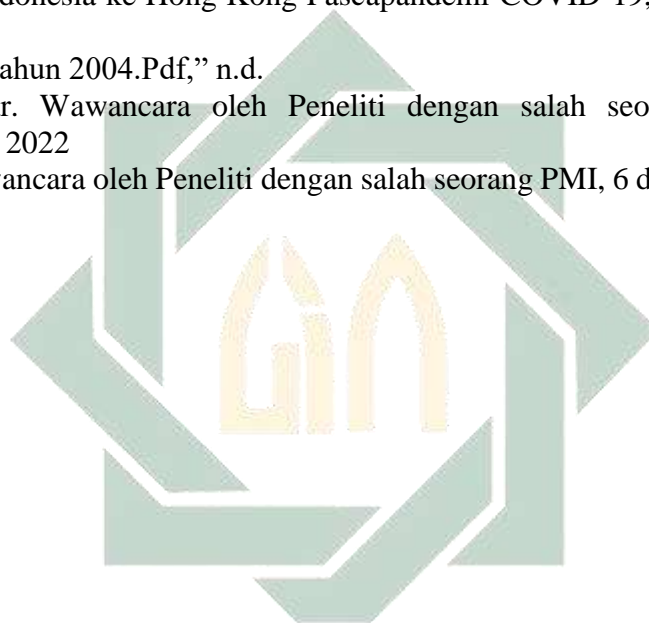 donesia ke Hong Kong Pascapandemi COVID-19,
ahun 2004.Pdf,” n.d.
r. Wawancara oleh Peneliti dengan salah seo
2022
vancara oleh Peneliti dengan salah seorang PMI, 6 d